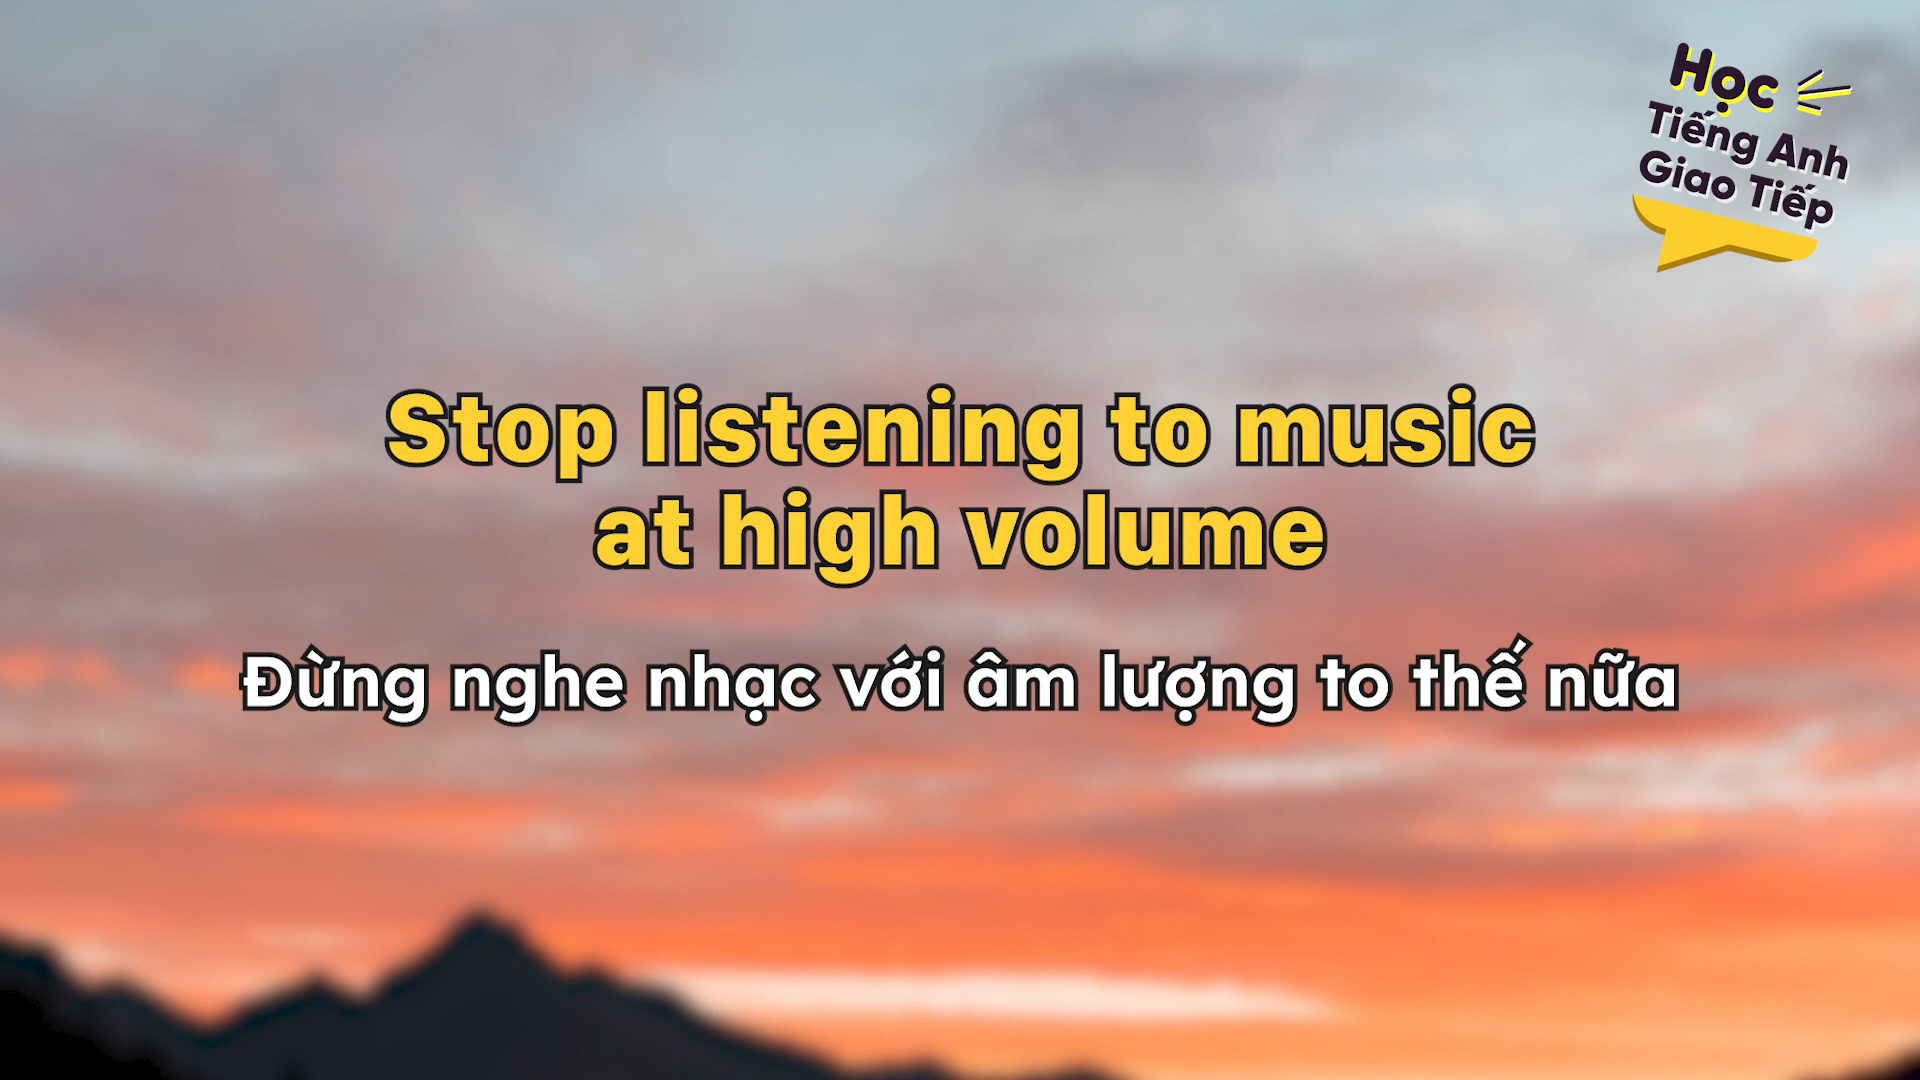 Học
Tiếng Anh
Giao Tiếp
Stop listening to music
at high volume
Đừng nghe nhạc với âm lượng to thế nữa